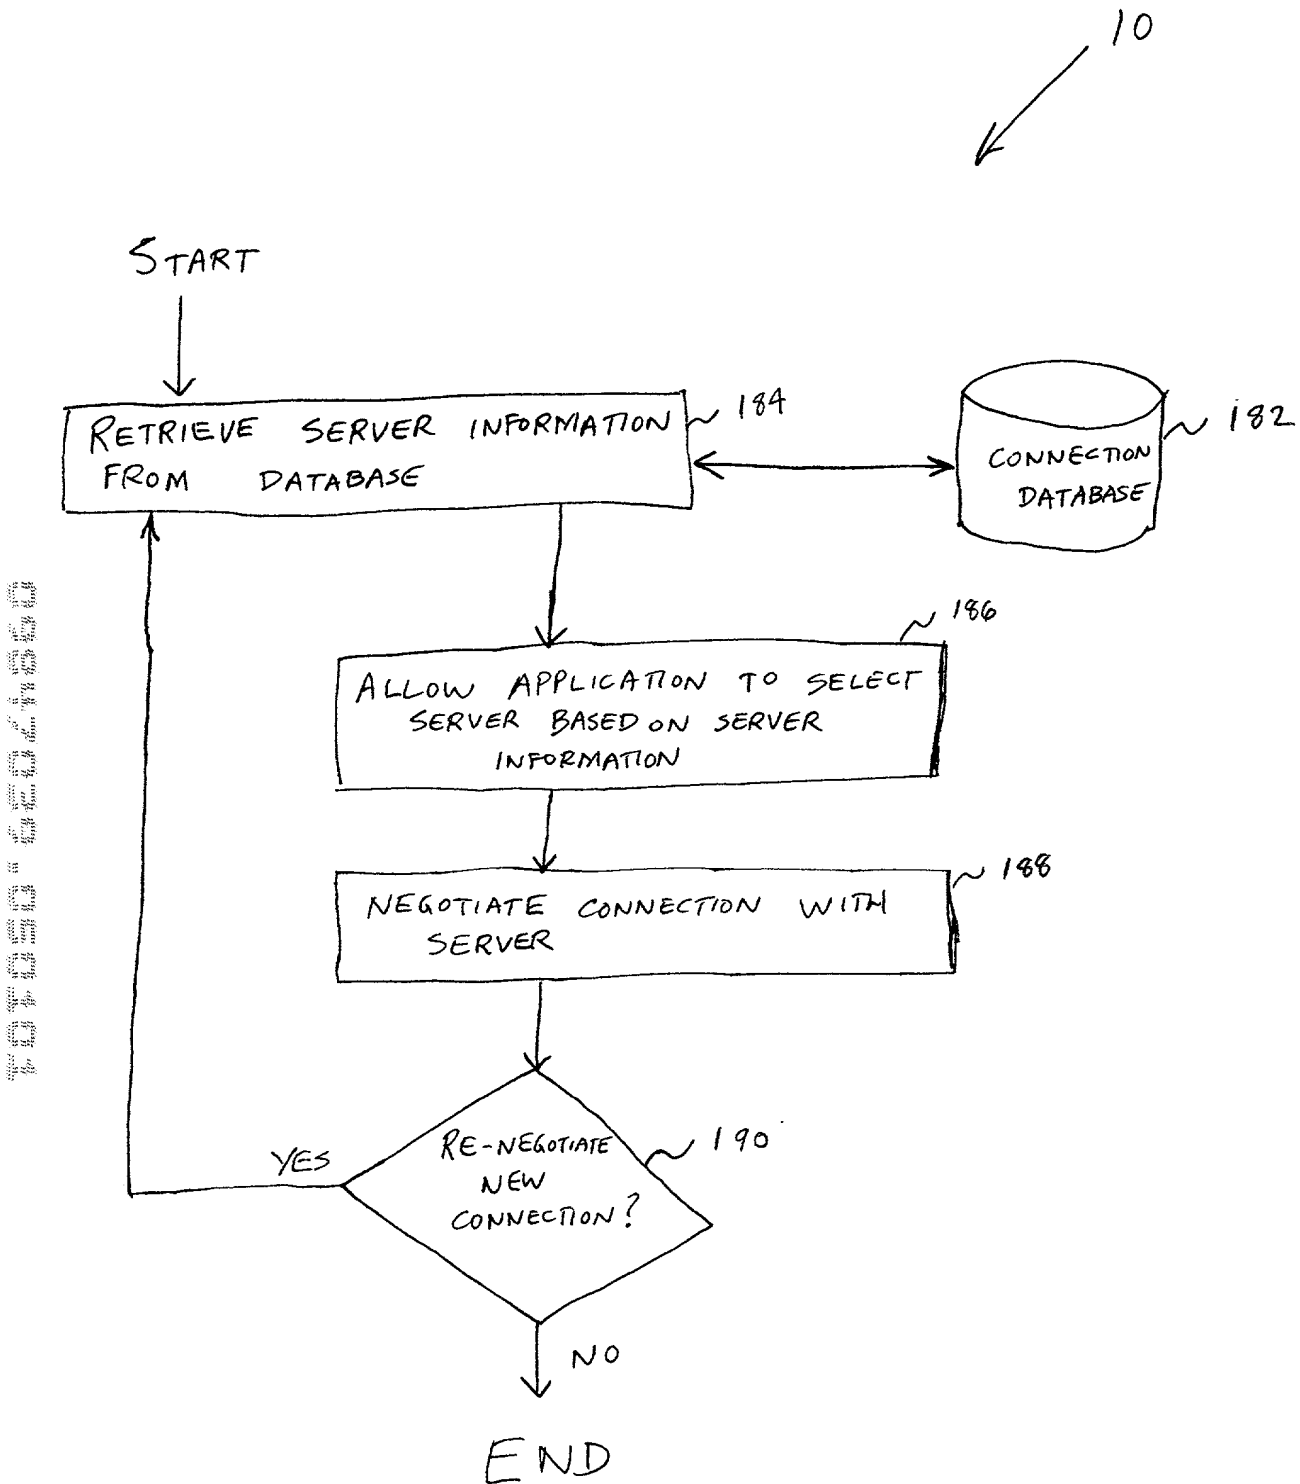 10
START
RETRIEVE SERVER INFORMATION
FROM DATABASE
184
CONNECTION
DATABASE
182
186
ALLOW APPLICATION TO SELECT
SERVER BASED ON SERVER
INFORMATION
188
NEGOTIATE CONNECTION WITH
SERVER
RE-NEGOTIATE
NEW
CONNECTION?
190
YES
NO
END